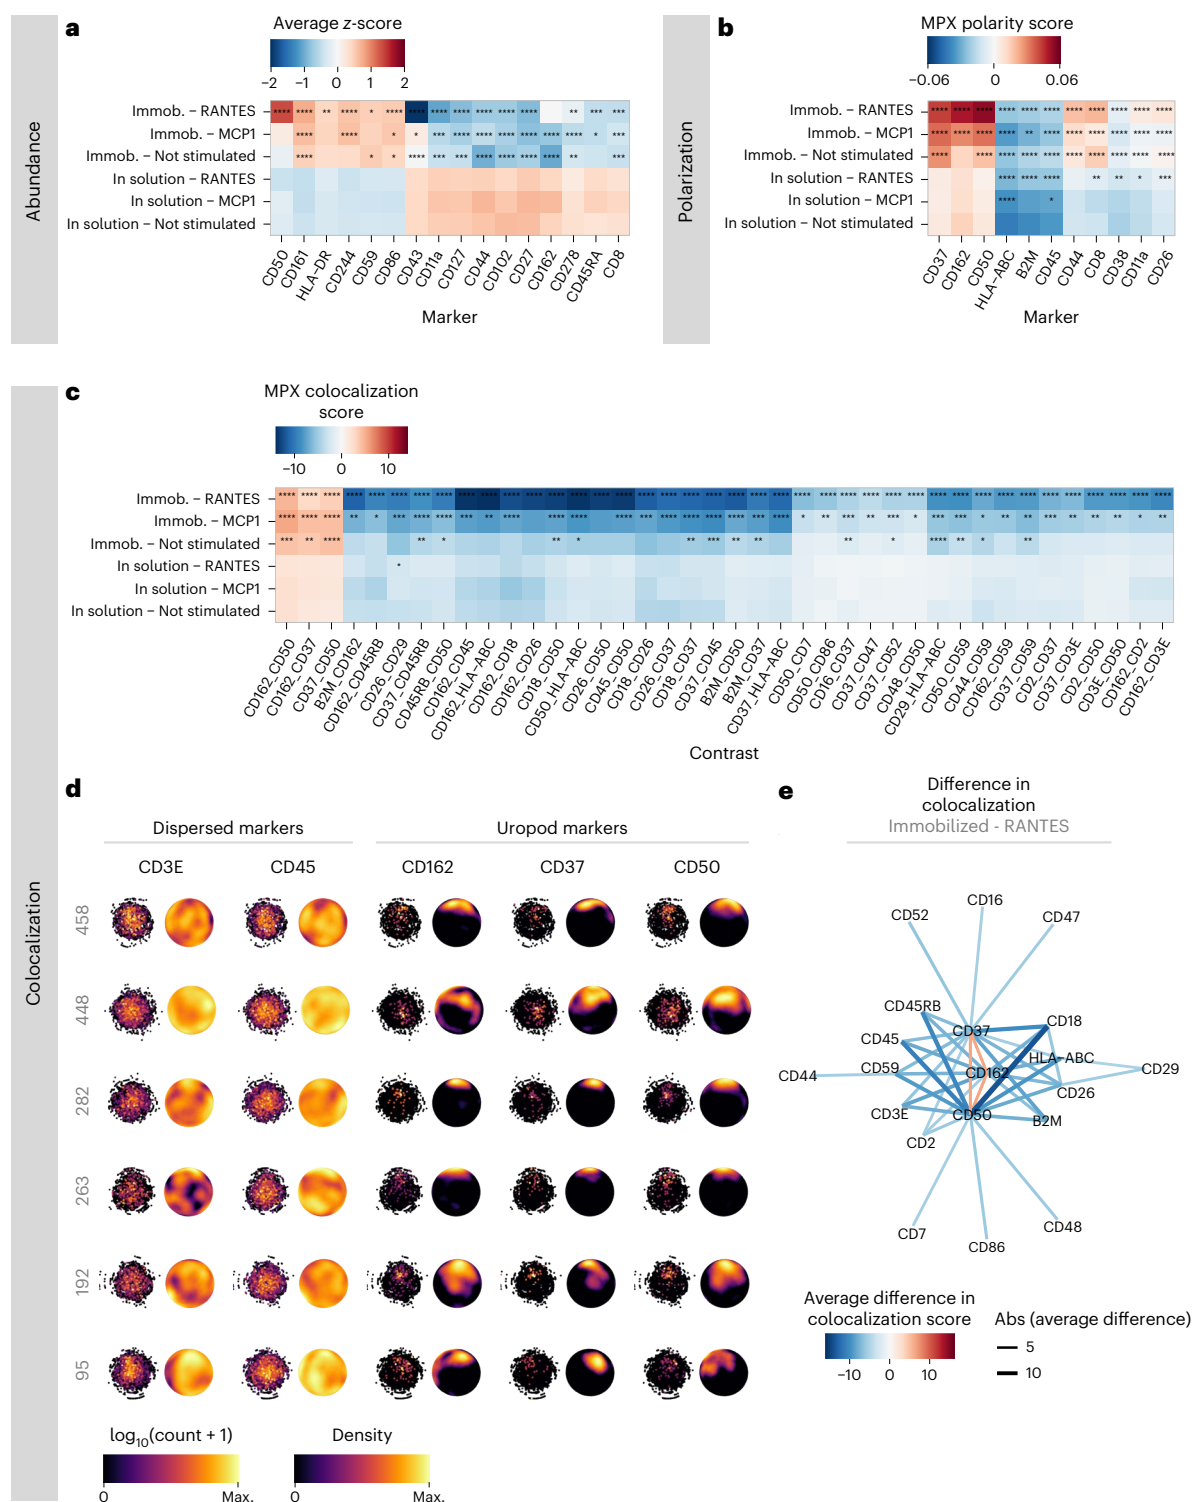 a
Abundance
Average z-score
−2 −1 0 1 2
Immob. – RANTES
**** **** ** **** * **** **** **** **** **** **** **** ** *** ***
Immob. – MCP1
**** **** * * *** *** **** **** **** **** **** * ***
Immob. – Not stimulated
**** * * **** *** *** **** **** **** **** ** ***
In solution – RANTES
In solution – MCP1
In solution – Not stimulated
CD50 CD161 HLA–DR CD244 CD59 CD86 CD43 CD11a CD127 CD44 CD102 CD27 CD162 CD278 CD45RA CD8
Marker
b
Polarization
MPX polarity score
−0.06 0 0.06
Immob. – RANTES
**** **** **** **** **** **** **** **** *** **** ****
Immob. – MCP1
**** **** **** **** ** **** **** **** **** **** ****
Immob. – Not stimulated
**** **** **** **** **** **** **** **** **** ****
In solution – RANTES
**** **** **** ** ** * ***
In solution – MCP1
**** *
In solution – Not stimulated
CD37 CD162 CD50 HLA–ABC B2M CD45 CD44 CD8 CD38 CD11a CD26
Marker
Colocalization
c
MPX colocalization
score
−10 0 10
Immob. – RANTES
Immob. – MCP1
Immob. – Not stimulated
*** ** **** ** * ** * ** *** ** ** ** * **** ** * **
In solution – RANTES
*
In solution – MCP1
In solution – Not stimulated
CD162_CD50 CD162_CD37 CD37_CD50 B2M_CD162 CD162_CD45RB CD26_CD29 CD37_CD45RB CD45RB_CD50 CD162_CD45 CD162_HLA–ABC CD162_CD18 CD162_CD26 CD18_CD50 CD50_HLA–ABC CD26_CD50 CD45_CD50 CD18_CD26 CD26_CD37 CD18_CD37 CD37_CD45 B2M_CD50 B2M_CD37 CD37_HLA–ABC CD50_CD7 CD50_CD86 CD16_CD37 CD37_CD47 CD37_CD52 CD48_CD50 CD29_HLA–ABC CD50_CD59 CD44_CD59 CD162_CD59 CD37_CD59 CD2_CD37 CD37_CD3E CD2_CD50 CD3E_CD50 CD162_CD2 CD162_CD3E
Contrast
d
Dispersed markers Uropod markers
CD3E CD45 CD162 CD37 CD50
458
448
282
263
192
95
log10(count + 1) Density
0 Max. 0 Max.
e
Difference in
colocalization
Immobilized - RANTES
CD16
CD52 CD47
CD45RB CD18
CD37
CD45 HLA–ABC
CD59 CD162 CD29
CD44
CD26
CD3E CD50 B2M
CD2
CD7 CD48
CD86
Average difference in
colocalization score
−10 0 10
Abs (average difference)
5
10